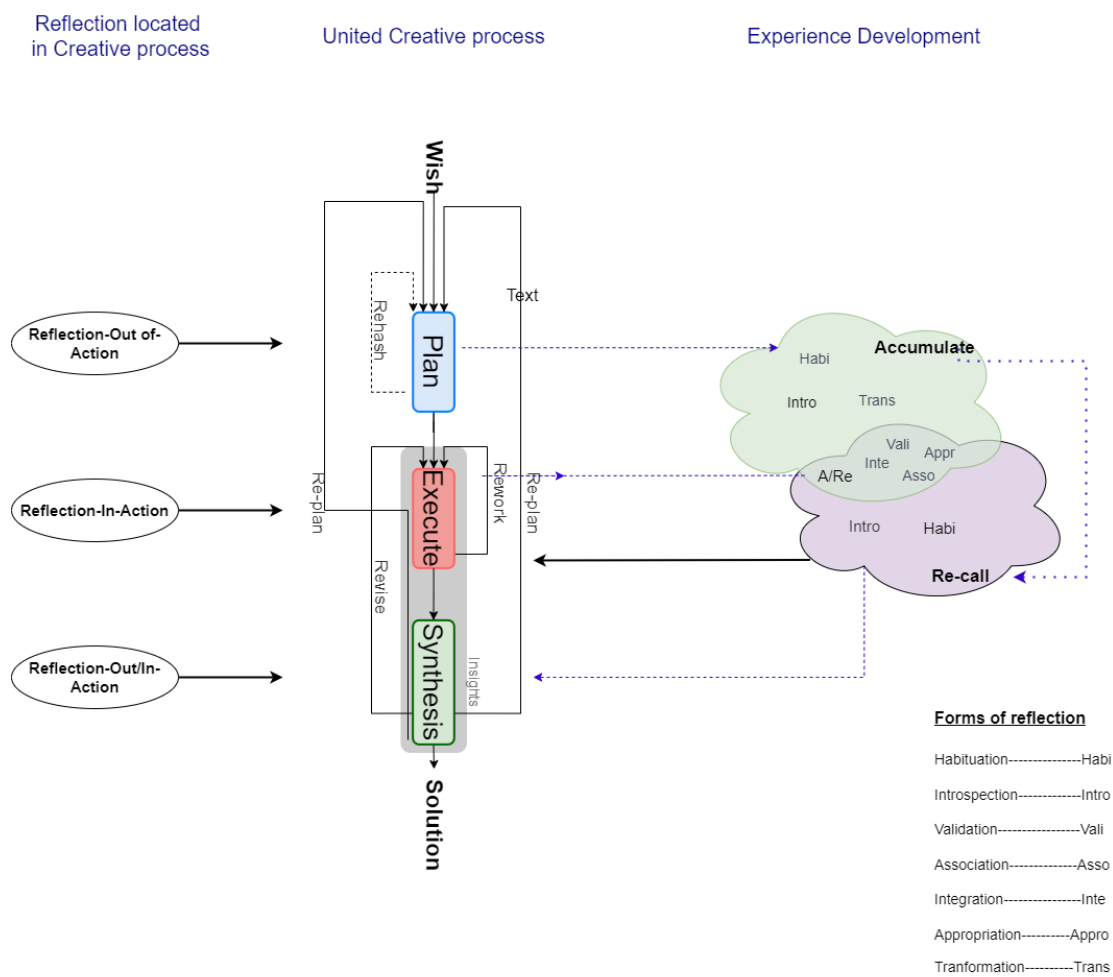 Reflection located
in Creative process
United Creative process
Experience Development
Wish
Rehash
Text
Plan
Reflection-Out of-
Action
Accumulate
Habi
Intro
Trans
Vali
Appr
Inte
Asso
A/Re
Re-plan
Execute
Rework
Re-plan
Reflection-In-Action
Intro
Habi
Re-call
Revise
Synthesis
Insights
Reflection-Out/In-
Action
Solution
Forms of reflection
Habituation---------------Habi
Introspection-------------Intro
Validation-----------------Vali
Association--------------Asso
Integration----------------Inte
Appropriation----------Appro
Tranformation----------Trans